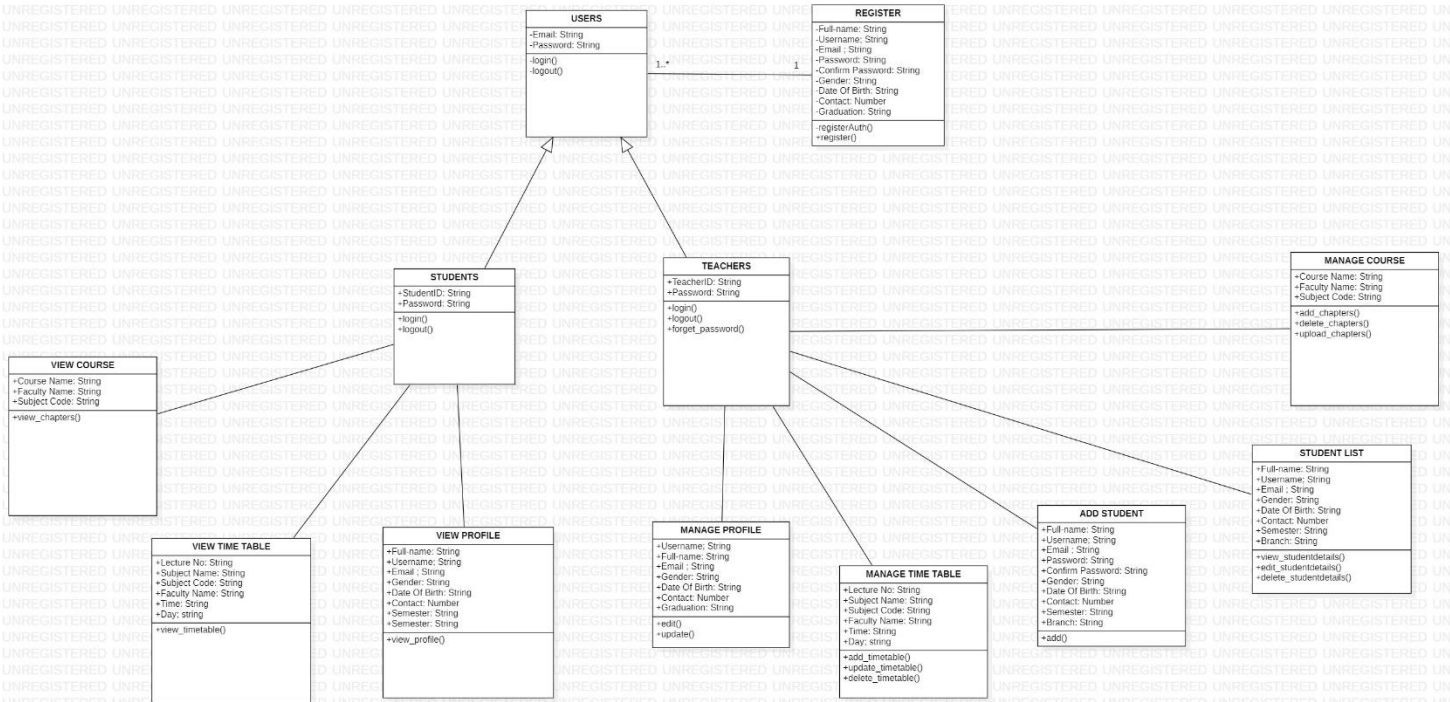 USERS
-Email: String
-Password: String
-login()
-logout()
1..*
1
REGISTER
-Full-name: String
-Username; String
-Email ; String
-Password: String
-Confirm Password: String
-Gender: String
-Date Of Birth: String
-Contact: Number
-Graduation: String
-registerAuth()
+register()
STUDENTS
+StudentID: String
+Password: String
+login()
+logout()
TEACHERS
+TeacherID: String
+Password: String
+login()
+logout()
+forget_password()
MANAGE COURSE
+Course Name: String
+Faculty Name: String
+Subject Code: String
+add_chapters()
+delete_chapters()
+upload_chapters()
VIEW COURSE
+Course Name: String
+Faculty Name: String
+Subject Code: String
+view_chapters()
VIEW TIME TABLE
+Lecture No: String
+Subject Name: String
+Subject Code: String
+Faculty Name: String
+Time: String
+Day; string
+view_timetable()
VIEW PROFILE
+Full-name: String
+Username; String
+Email ; String
+Gender: String
+Date Of Birth: String
+Contact: Number
+Semester: String
+Semester: String
+view_profile()
MANAGE PROFILE
+Username; String
+Full-name: String
+Email ; String
+Gender: String
+Date Of Birth: String
+Contact: Number
+Graduation: String
+edit()
+update()
MANAGE TIME TABLE
+Lecture No: String
+Subject Name: String
+Subject Code: String
+Faculty Name: String
+Time: String
+Day; string
+add_timetable()
+update_timetable()
+delete_timetable()
ADD STUDENT
+Full-name: String
+Username; String
+Email ; String
+Password: String
+Confirm Password: String
+Gender: String
+Date Of Birth: String
+Contact: Number
+Semester: String
+Branch: String
+add()
STUDENT LIST
+Full-name: String
+Username; String
+Email ; String
+Gender: String
+Date Of Birth: String
+Contact: Number
+Semester: String
+Branch: String
+view_studentdetails()
+edit_studentdetails()
+delete_studentdetails()
UNREGISTERED